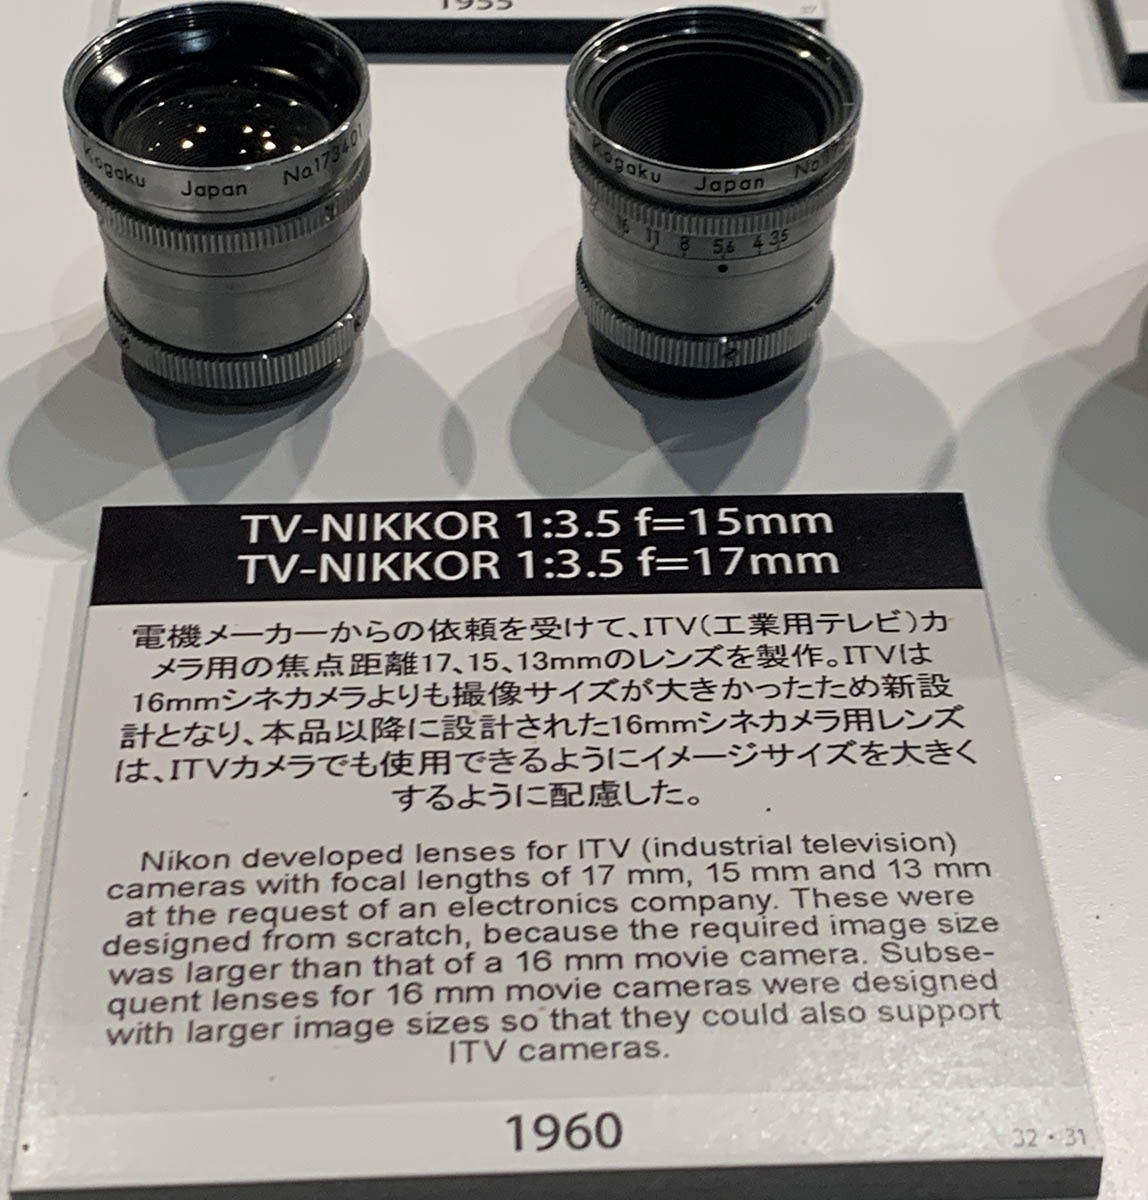 1955
37
Kogaku Japan No.173401
Kogaku Japan No.
16 11 8 5.6 4 3.5
TV-NIKKOR 1:3.5 f=15mm
TV-NIKKOR 1:3.5 f=17mm
電機メーカーからの依頼を受けて、ITV(工業用テレビ)カ
メラ用の焦点距離17、15、13mmのレンズを製作。ITVは
16mmシネカメラよりも撮像サイズが大きかったため新設
計となり、本品以降に設計された16mmシネカメラ用レンズ
は、ITVカメラでも使用できるようにイメージサイズを大きく
するように配慮した。
Nikon developed lenses for ITV (industrial television)
cameras with focal lengths of 17 mm, 15 mm and 13 mm
at the request of an electronics company. These were
designed from scratch, because the required image size
was larger than that of a 16 mm movie camera. Subse-
quent lenses for 16 mm movie cameras were designed
with larger image sizes so that they could also support
ITV cameras.
1960
32・31